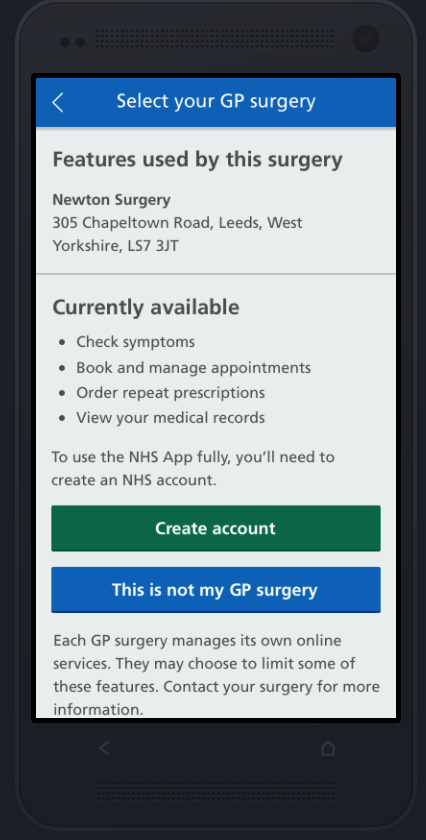 Select your GP surgery
Features used by this surgery
Newton Surgery
305 Chapeltown Road, Leeds, West
Yorkshire, LS7 3JT
Currently available
• Check symptoms
• Book and manage appointments
• Order repeat prescriptions
• View your medical records
To use the NHS App fully, you’ll need to
create an NHS account.
Create account
This is not my GP surgery
Each GP surgery manages its own online
services. They may choose to limit some of
these features. Contact your surgery for more
information.